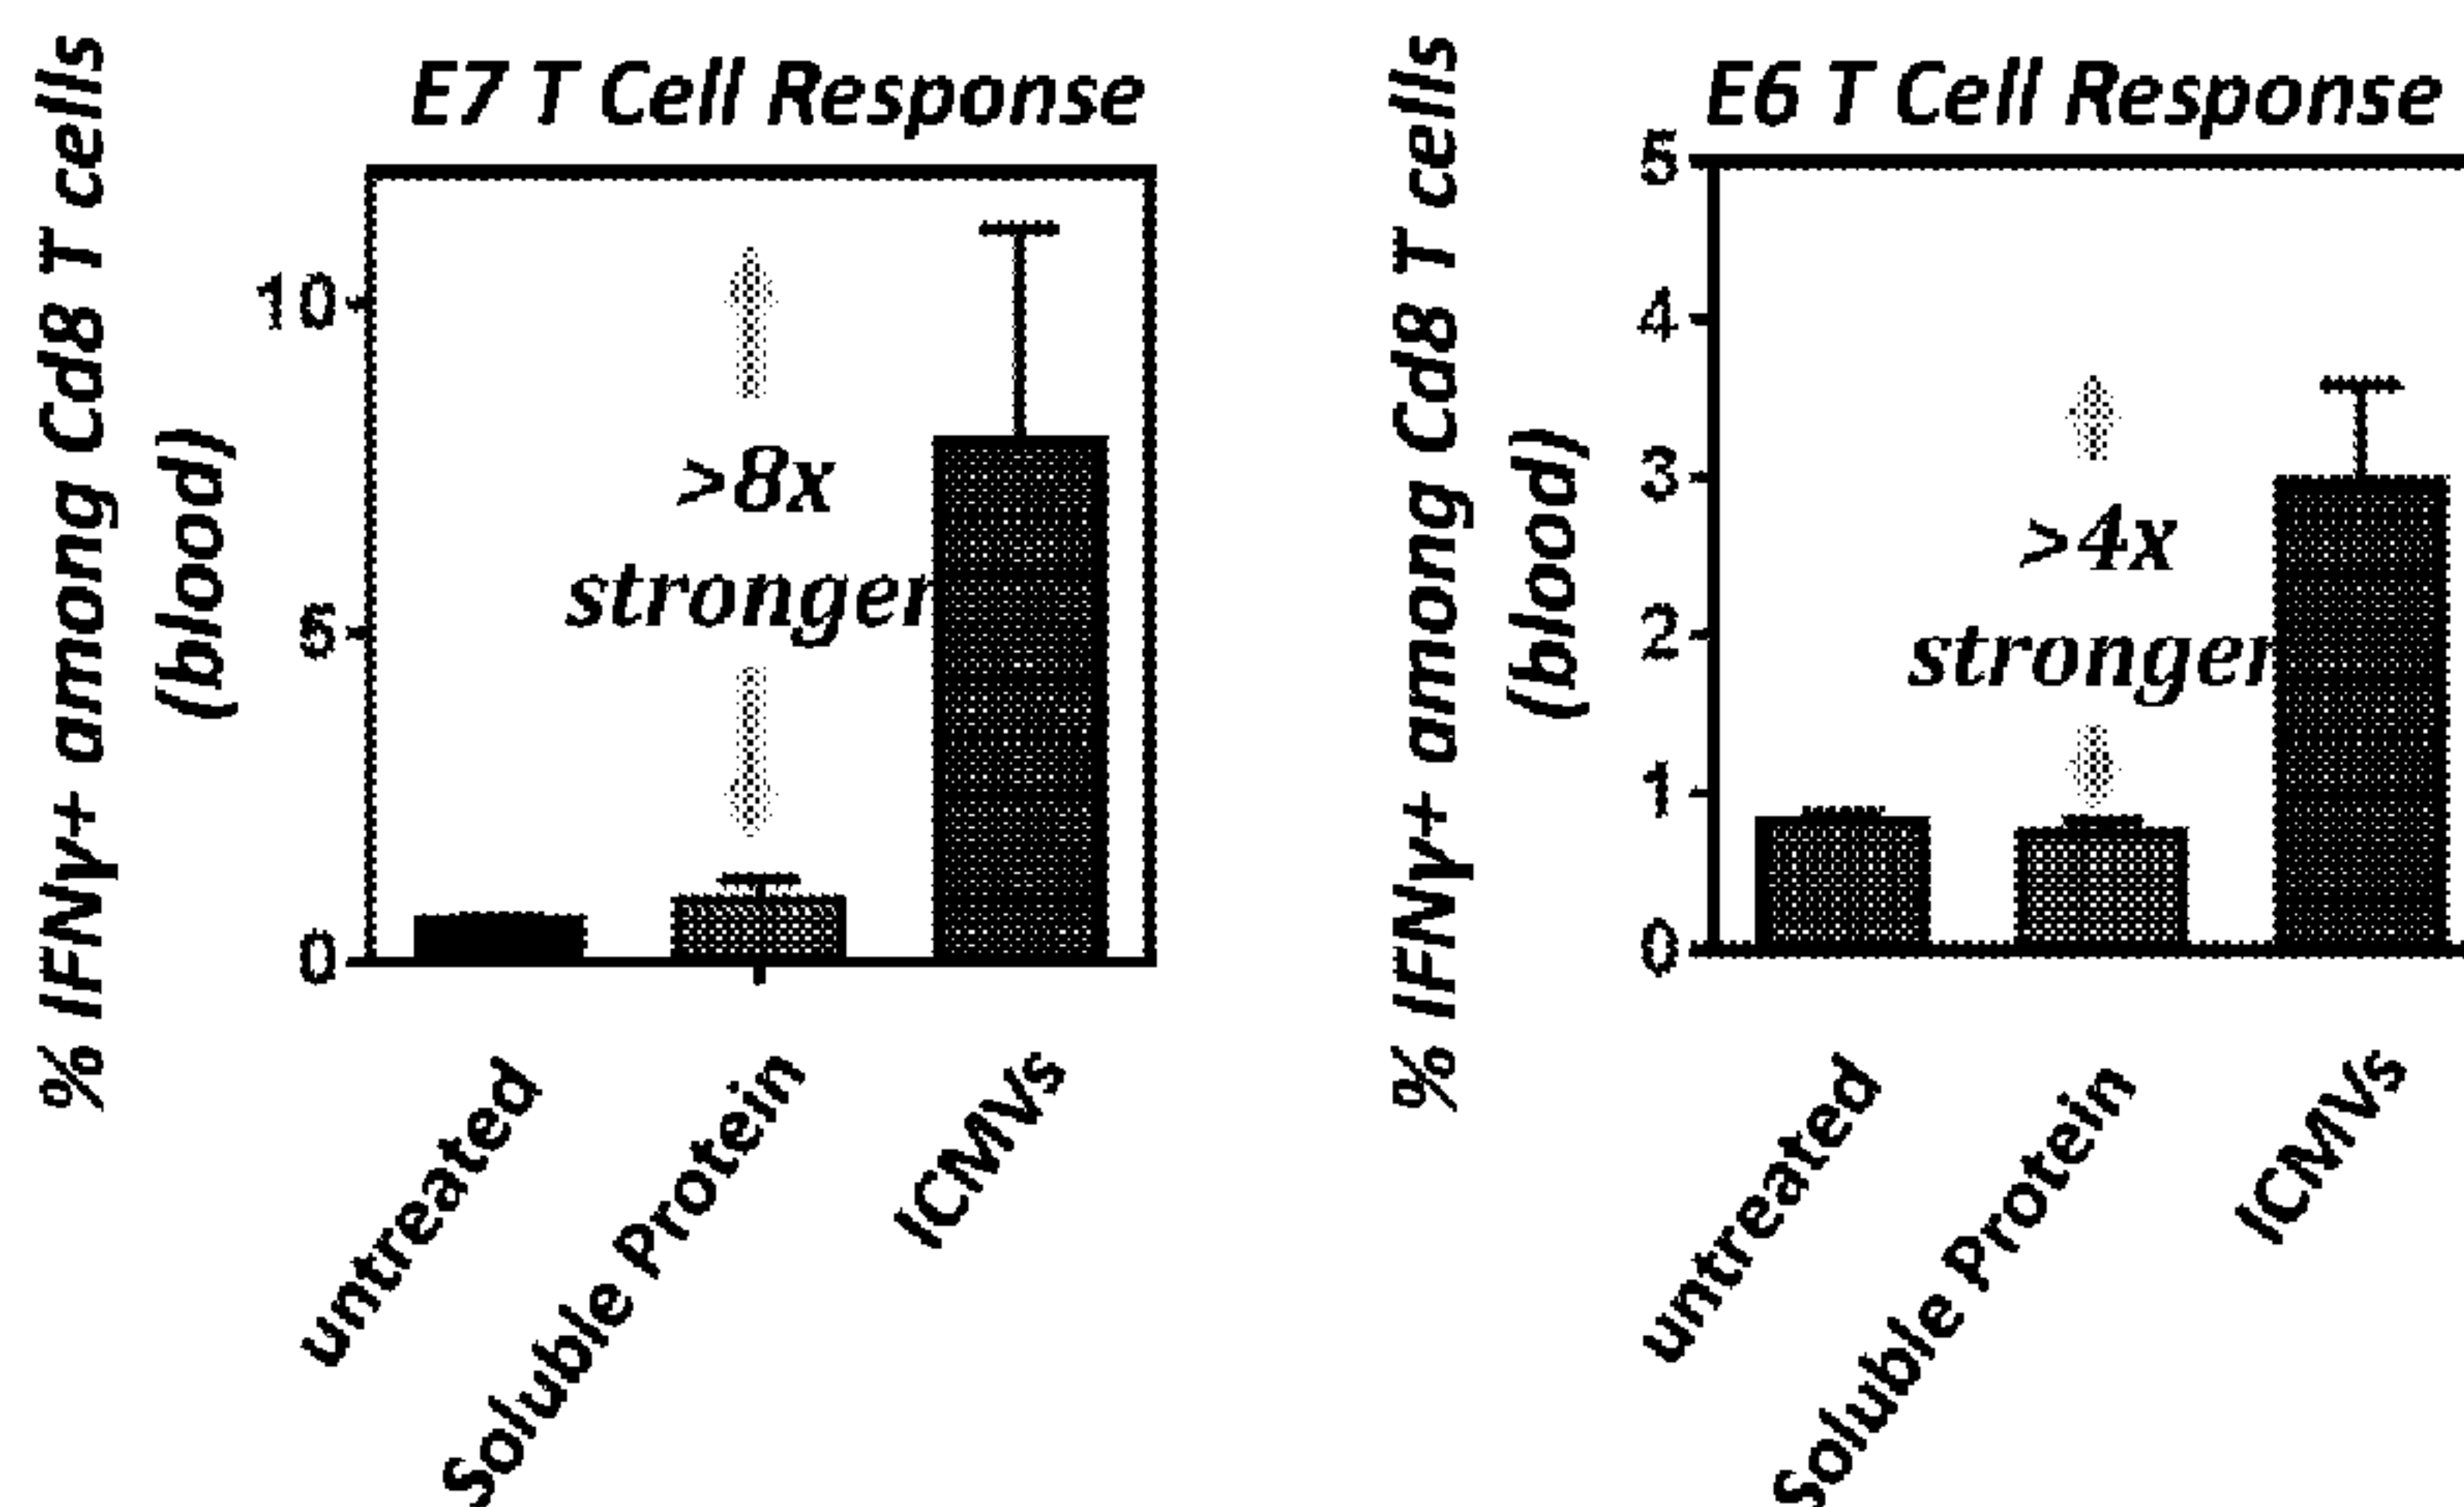 E7 T Cell Response
% IFNγ+ among Cd8 T cells
(blood)
10
5
0
>8x
stronger
untreated
Soluble Protein
ICMVs
E6 T Cell Response
% IFNγ+ among Cd8 T cells
(blood)
5
4
3
2
1
0
>4x
stronger
untreated
Soluble Protein
ICMVs